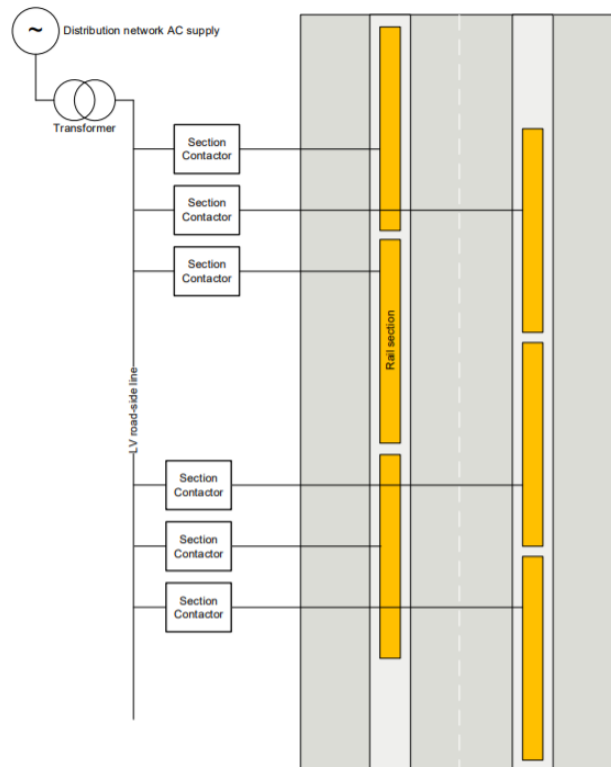 ~
Distribution network AC supply
Transformer
Section
Contactor
Section
Contactor
Section
Contactor
Rail section
LV road-side line
Section
Contactor
Section
Contactor
Section
Contactor